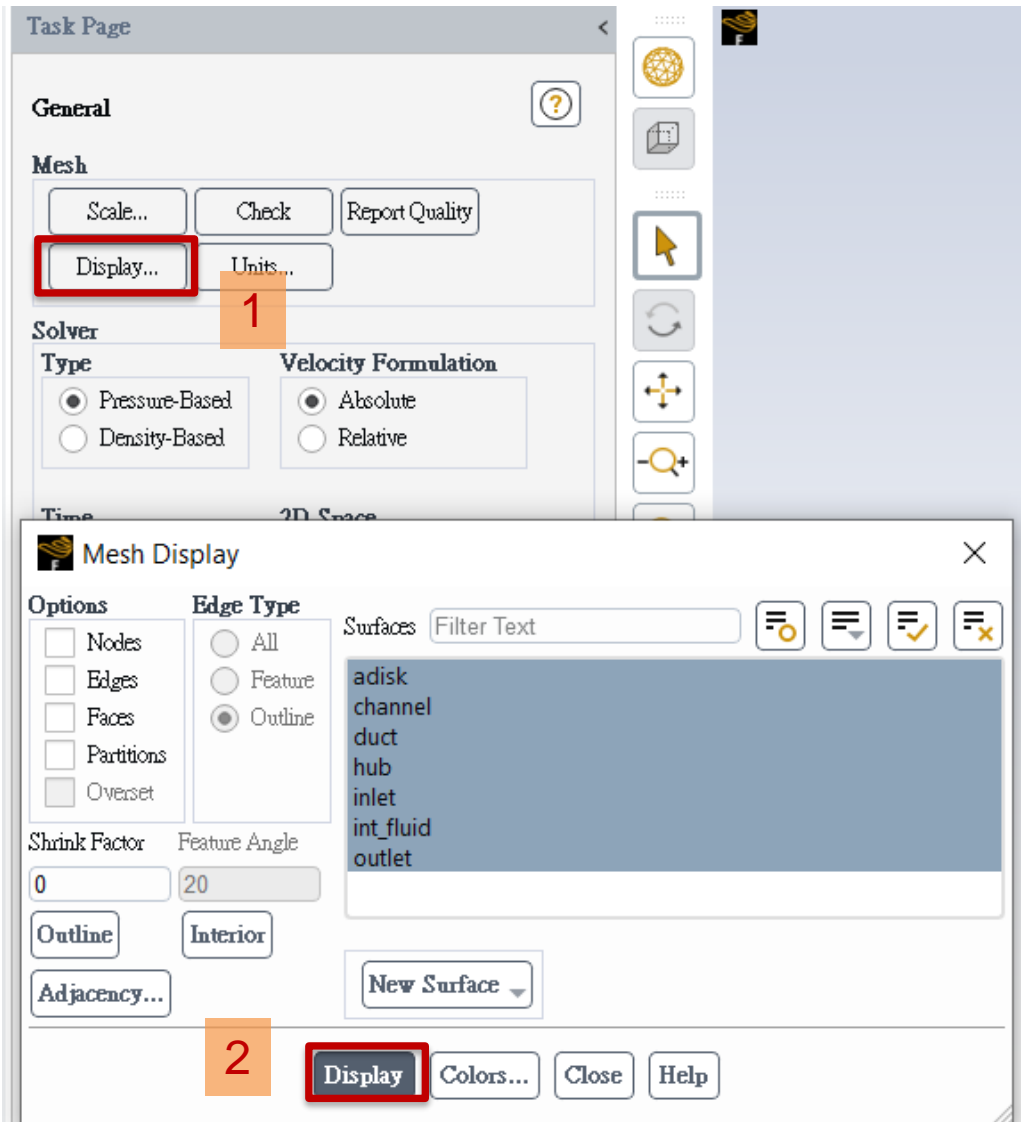 Task Page
General
Mesh
Scale... Check Report Quality
Display... Units...
1
Solver
Type Velocity Formulation
Pressure-Based Absolute
Density-Based Relative
Time 2D Space
Mesh Display
Options Edge Type
Surfaces Filter Text
Nodes All
Edges Feature
Faces Outline
Partitions
Overset
adisk
channel
duct
hub
inlet
int_fluid
outlet
Shrink Factor Feature Angle
0 20
Outline Interior
Adjacency... New Surface
2
Display Colors... Close Help